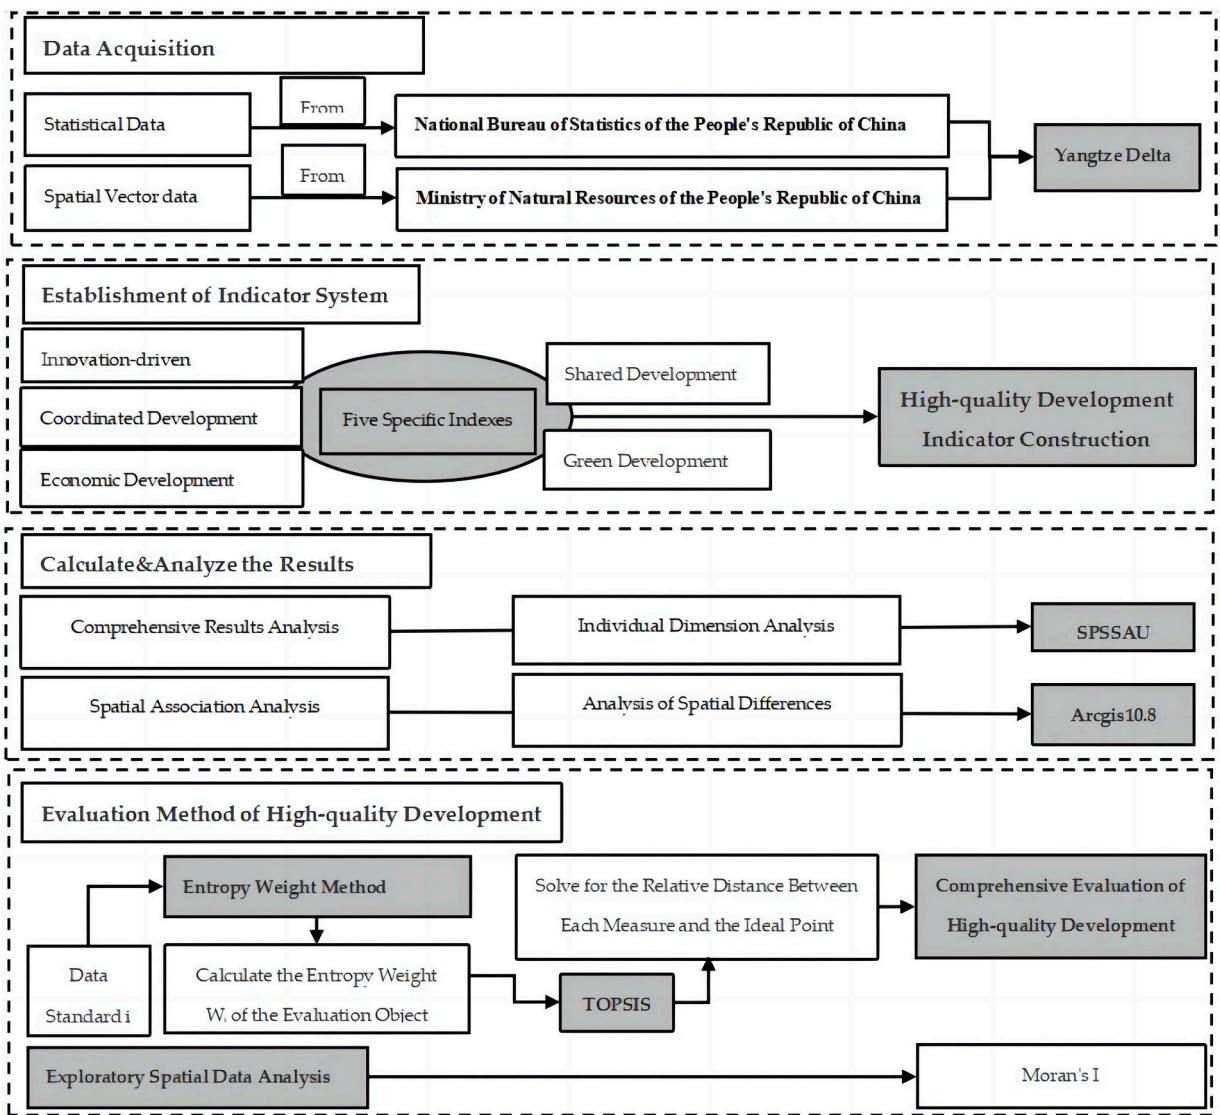 Data Acquisition
From
Statistical Data
National Bureau of Statistics of the People's Republic of China
Yangtze Delta
From
Spatial Vector data
Ministry of Natural Resources of the People's Republic of China
Establishment of Indicator System
Innovation-driven
Coordinated Development
Economic Development
Five Specific Indexes
Shared Development
Green Development
High-quality Development
Indicator Construction
Calculate&Analyze the Results
Comprehensive Results Analysis
Individual Dimension Analysis
SPSSAU
Spatial Association Analysis
Analysis of Spatial Differences
Arcgis10.8
Evaluation Method of High-quality Development
Entropy Weight Method
Data
Standard i
Calculate the Entropy Weight
Wᵢ of the Evaluation Object
TOPSIS
Solve for the Relative Distance Between
Each Measure and the Ideal Point
Comprehensive Evaluation of
High-quality Development
Exploratory Spatial Data Analysis
Moran's I